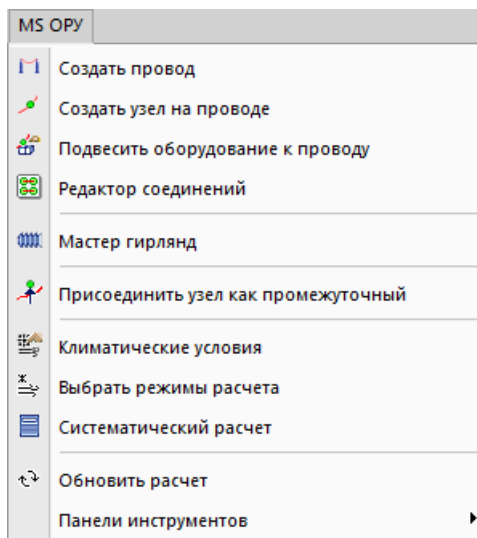 MS ОРУ
Создать провод
Создать узел на проводе
Подвесить оборудование к проводу
Редактор соединений
Мастер гирлянд
Присоединить узел как промежуточный
Климатические условия
Выбрать режимы расчета
Систематический расчет
Обновить расчет
Панели инструментов